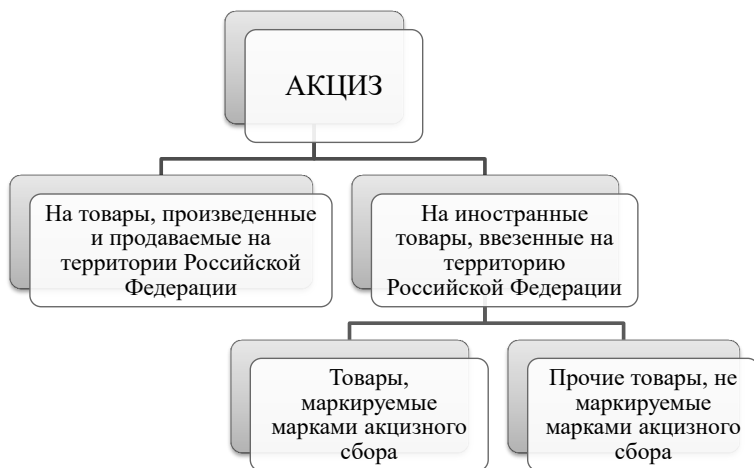 АКЦИЗ
На товары, произведенные
и продаваемые на
территории Российской
Федерации
На иностранные
товары, ввезенные на
территорию
Российской Федерации
Товары,
маркируемые
марками акцизного
сбора
Прочие товары, не
маркируемые
марками акцизного
сбора